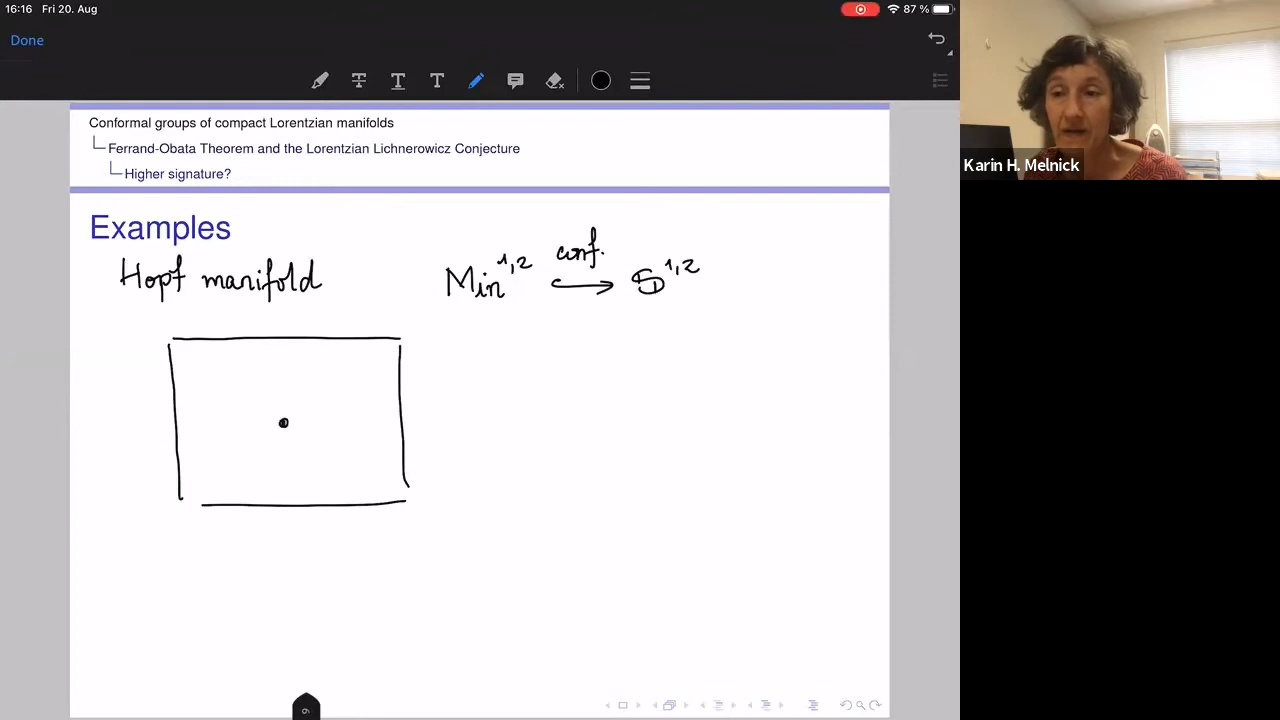 16:16 Fri 20. Aug 87 %
Done
Conformal groups of compact Lorentzian manifolds
Ferrand-Obata Theorem and the Lorentzian Lichnerowicz Conjecture
Higher signature?
Karin H. Melnick
Examples
Hopf manifold Min^{1,2} conf. ↪ S^{1,2}